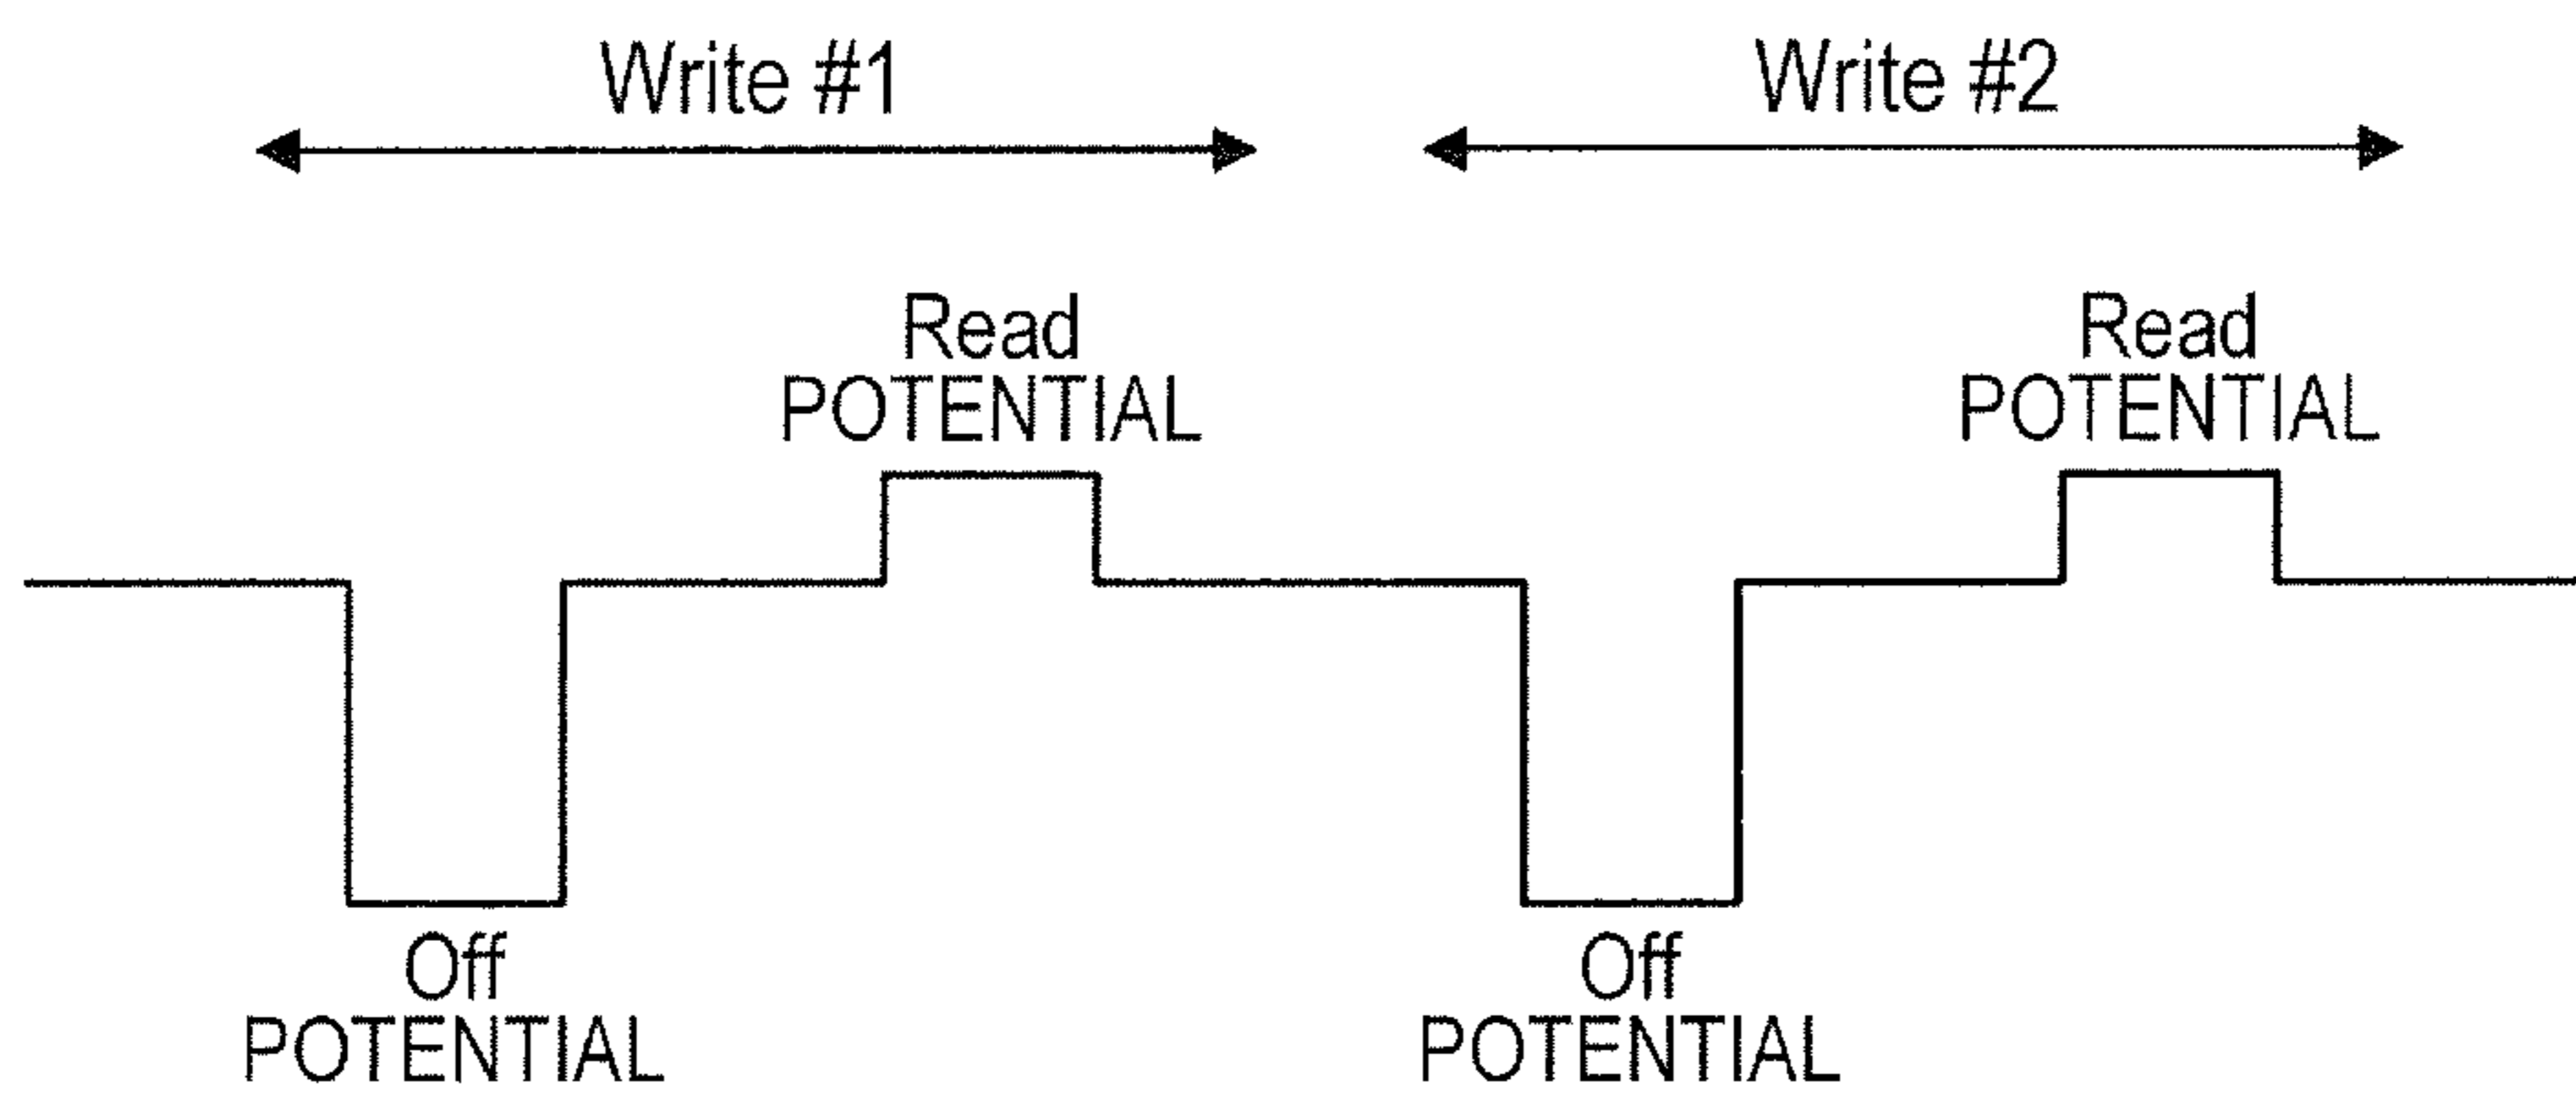 Write #1
Write #2
Read
POTENTIAL
Read
POTENTIAL
Off
POTENTIAL
Off
POTENTIAL